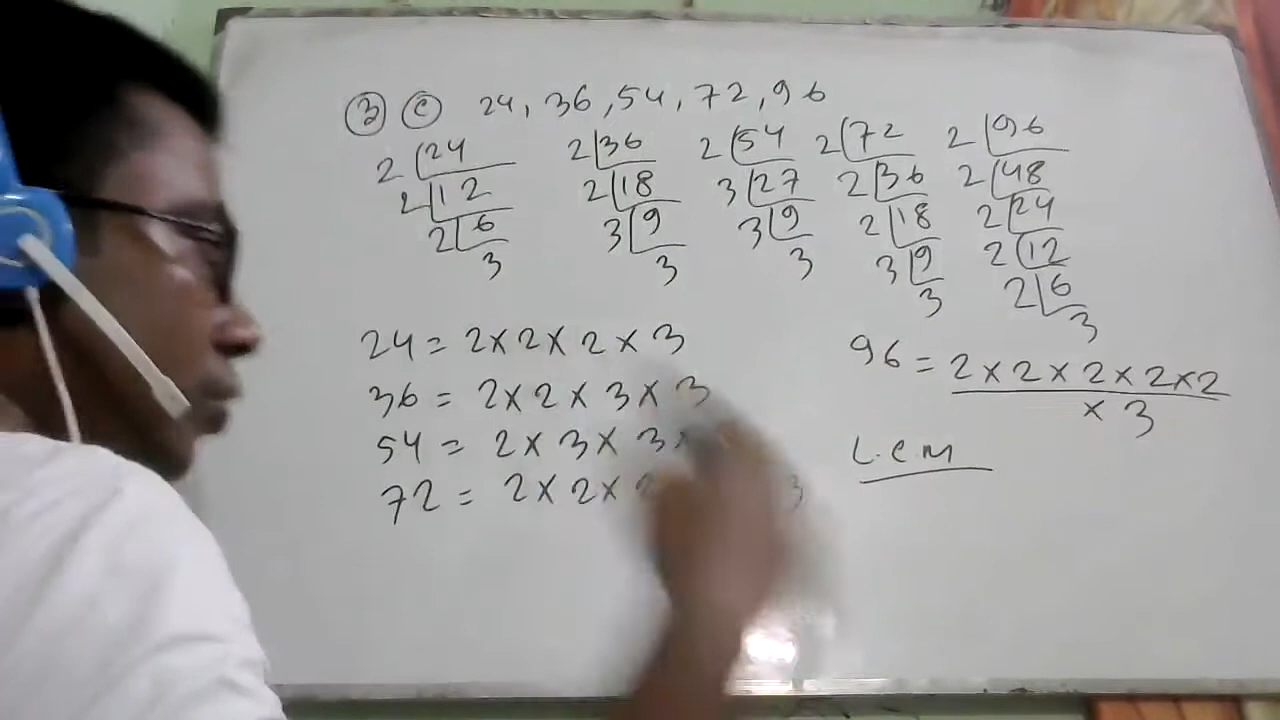 3 c 24, 36, 54, 72, 96
2 24 2 36 2 54 2 72 2 96
2 12 2 18 3 27 2 36 2 48
2 6 3 9 3 9 2 18 2 24
3 3 3 3 9 2 12
3 2 6
3
24 = 2 × 2 × 2 × 3
36 = 2 × 2 × 3 × 3
54 = 2 × 3 × 3 ×
72 = 2 × 2 × 3
96 = 2 × 2 × 2 × 2 × 2
× 3
L.C.M